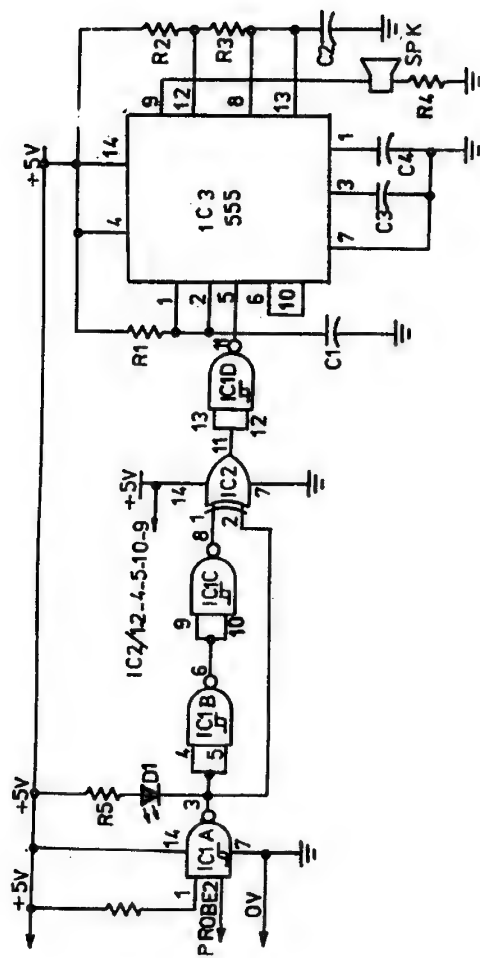 +5V
+5V
+5V
R5
D1
14
1
IC1A
3
PROBE2
7
0V
4
5
IC1B
6
9
10
IC1C
8
IC2/12-4-5-10-9
+5V
14
1
2
IC2
11
7
13
12
IC1D
11
R1
C1
1
2
5
6
10
4
14
IC3
555
7
3
1
C3
C4
9
12
8
13
R2
R3
C2
SPK
R4